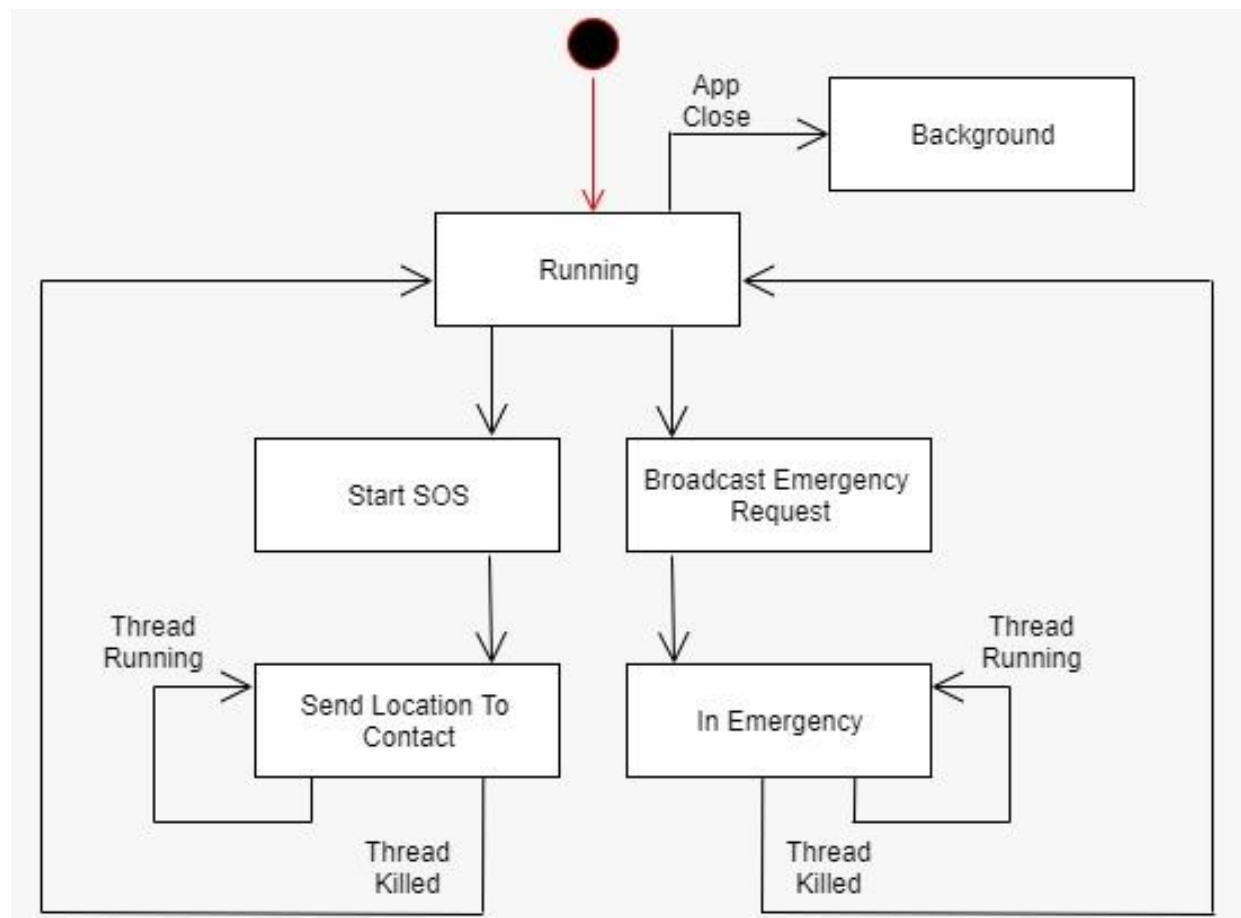 App
Close
Background
Running
Start SOS
Broadcast Emergency
Request
Thread
Running
Thread
Running
Send Location To
Contact
In Emergency
Thread
Killed
Thread
Killed